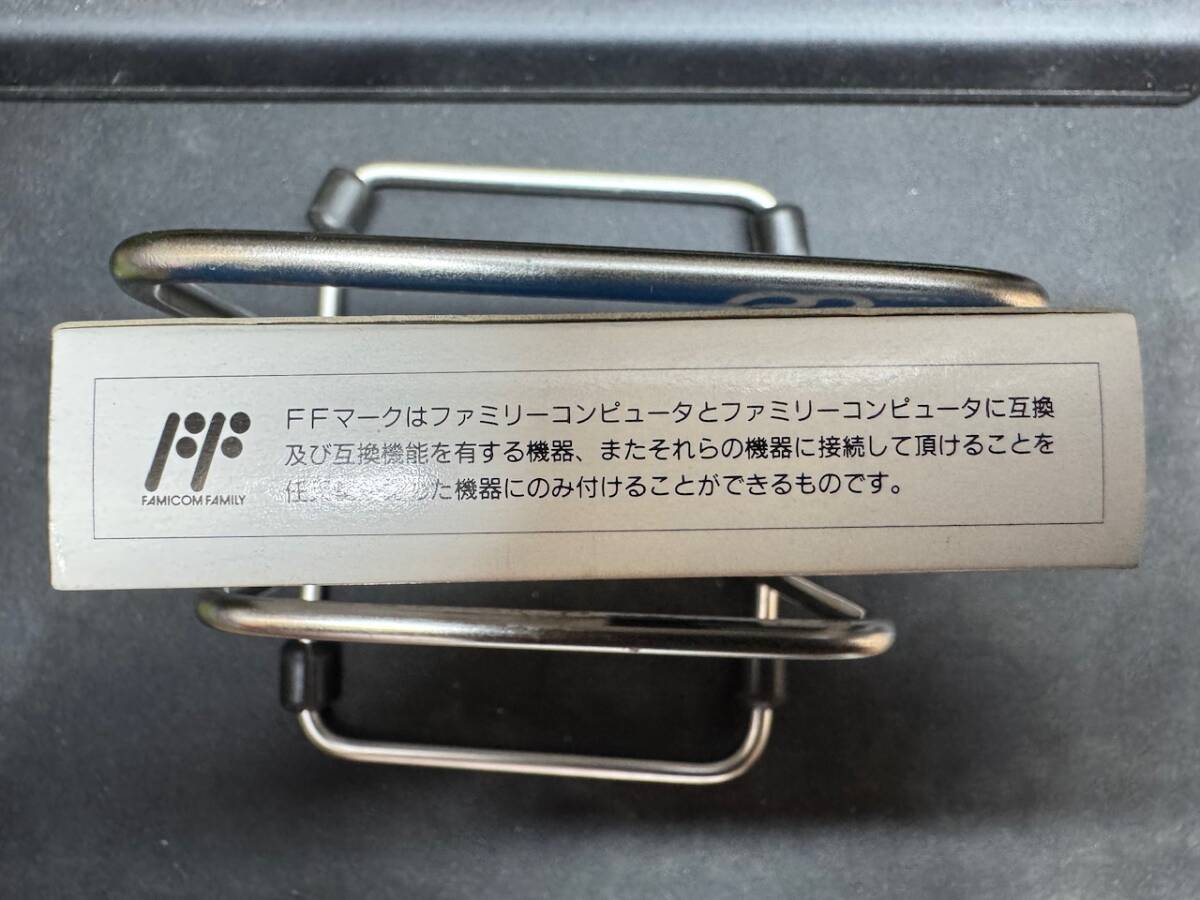 FFマークはファミリーコンピュータとファミリーコンピュータに互換
及び互換機能を有する機器、またそれらの機器に接続して頂けることを
任 た機器にのみ付けることができるものです。
FAMICOM FAMILY